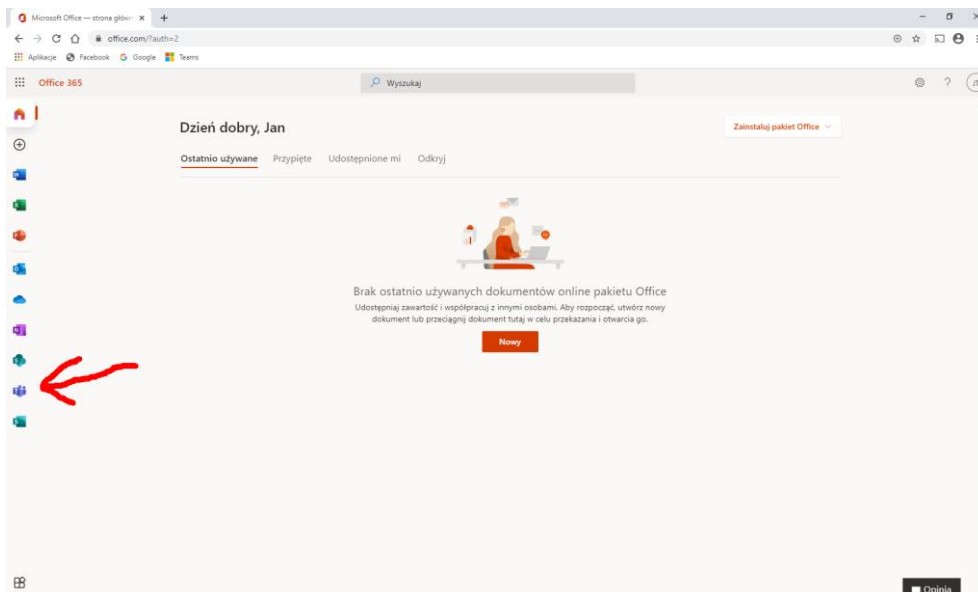 Microsoft Office — strona główn
office.com/?auth=2
Aplikacje Facebook Google Teams
Office 365
Wyszukaj
Dzień dobry, Jan
Zainstaluj pakiet Office
Ostatnio używane Przypięte Udostępnione mi Odkryj
Brak ostatnio używanych dokumentów online pakietu Office
Udostępniaj zawartość i współpracuj z innymi osobami. Aby rozpocząć, utwórz nowy
dokument lub przeciągnij dokument tutaj w celu przekazania i otwarcia go.
Nowy
Opinia